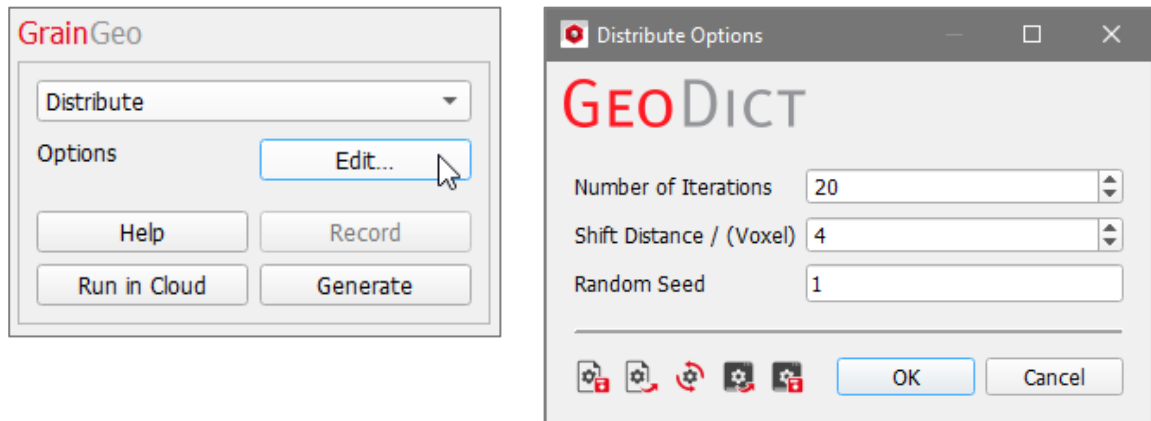 GrainGeo
Distribute
Options Edit...
Help Record
Run in Cloud Generate
Distribute Options
GEODICT
Number of Iterations 20
Shift Distance / (Voxel) 4
Random Seed 1
OK Cancel